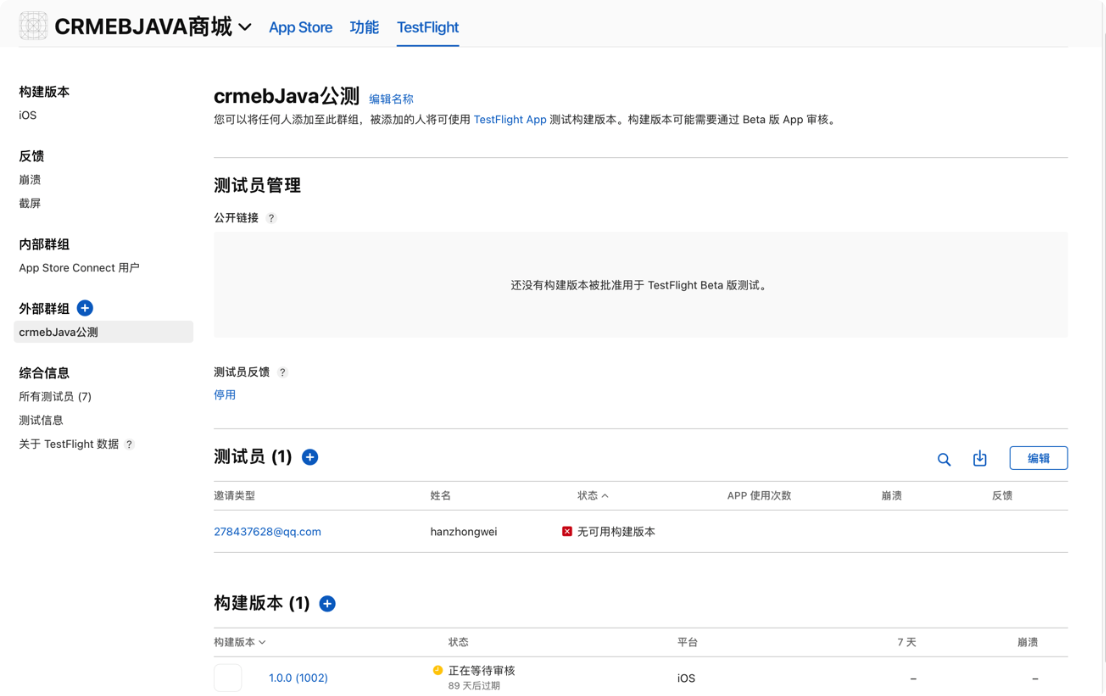 CRMEBJAVA商城 App Store 功能 TestFlight
构建版本
iOS
反馈
崩溃
截屏
内部群组
App Store Connect 用户
外部群组
crmebJava公测
综合信息
所有测试员 (7)
测试信息
关于 TestFlight 数据 ?
crmebJava公测 编辑名称
您可以将任何人添加至此群组，被添加的人将可使用 TestFlight App 测试构建版本。构建版本可能需要通过 Beta 版 App 审核。
测试员管理
公开链接 ?
还没有构建版本被批准用于 TestFlight Beta 版测试。
测试员反馈 ?
停用
测试员 (1) 编辑
邀请类型 姓名 状态 APP 使用次数 崩溃 反馈
278437628@qq.com hanzhongwei 无可用构建版本
构建版本 (1)
构建版本 状态 平台 7 天 崩溃
1.0.0 (1002) 正在等待审核 iOS – –
89 天后过期